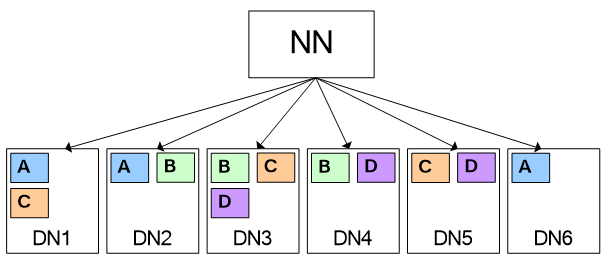 NN
A
A B
B C
B D
C D
A
C
D
DN1 DN2 DN3 DN4 DN5 DN6